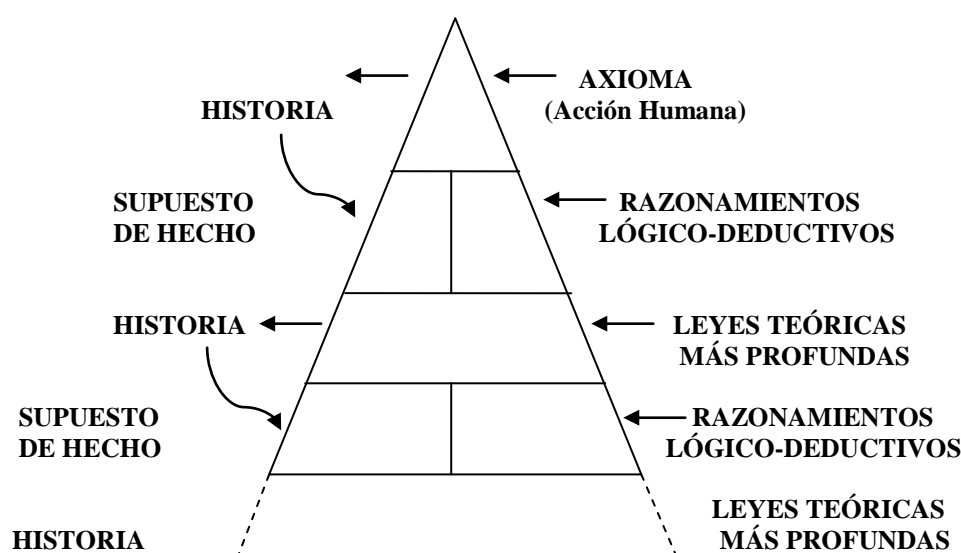 AXIOMA
HISTORIA
(Acción Humana)
SUPUESTO
DE HECHO
RAZONAMIENTOS
LÓGICO-DEDUCTIVOS
HISTORIA
LEYES TEÓRICAS
MÁS PROFUNDAS
SUPUESTO
DE HECHO
RAZONAMIENTOS
LÓGICO-DEDUCTIVOS
HISTORIA
LEYES TEÓRICAS
MÁS PROFUNDAS